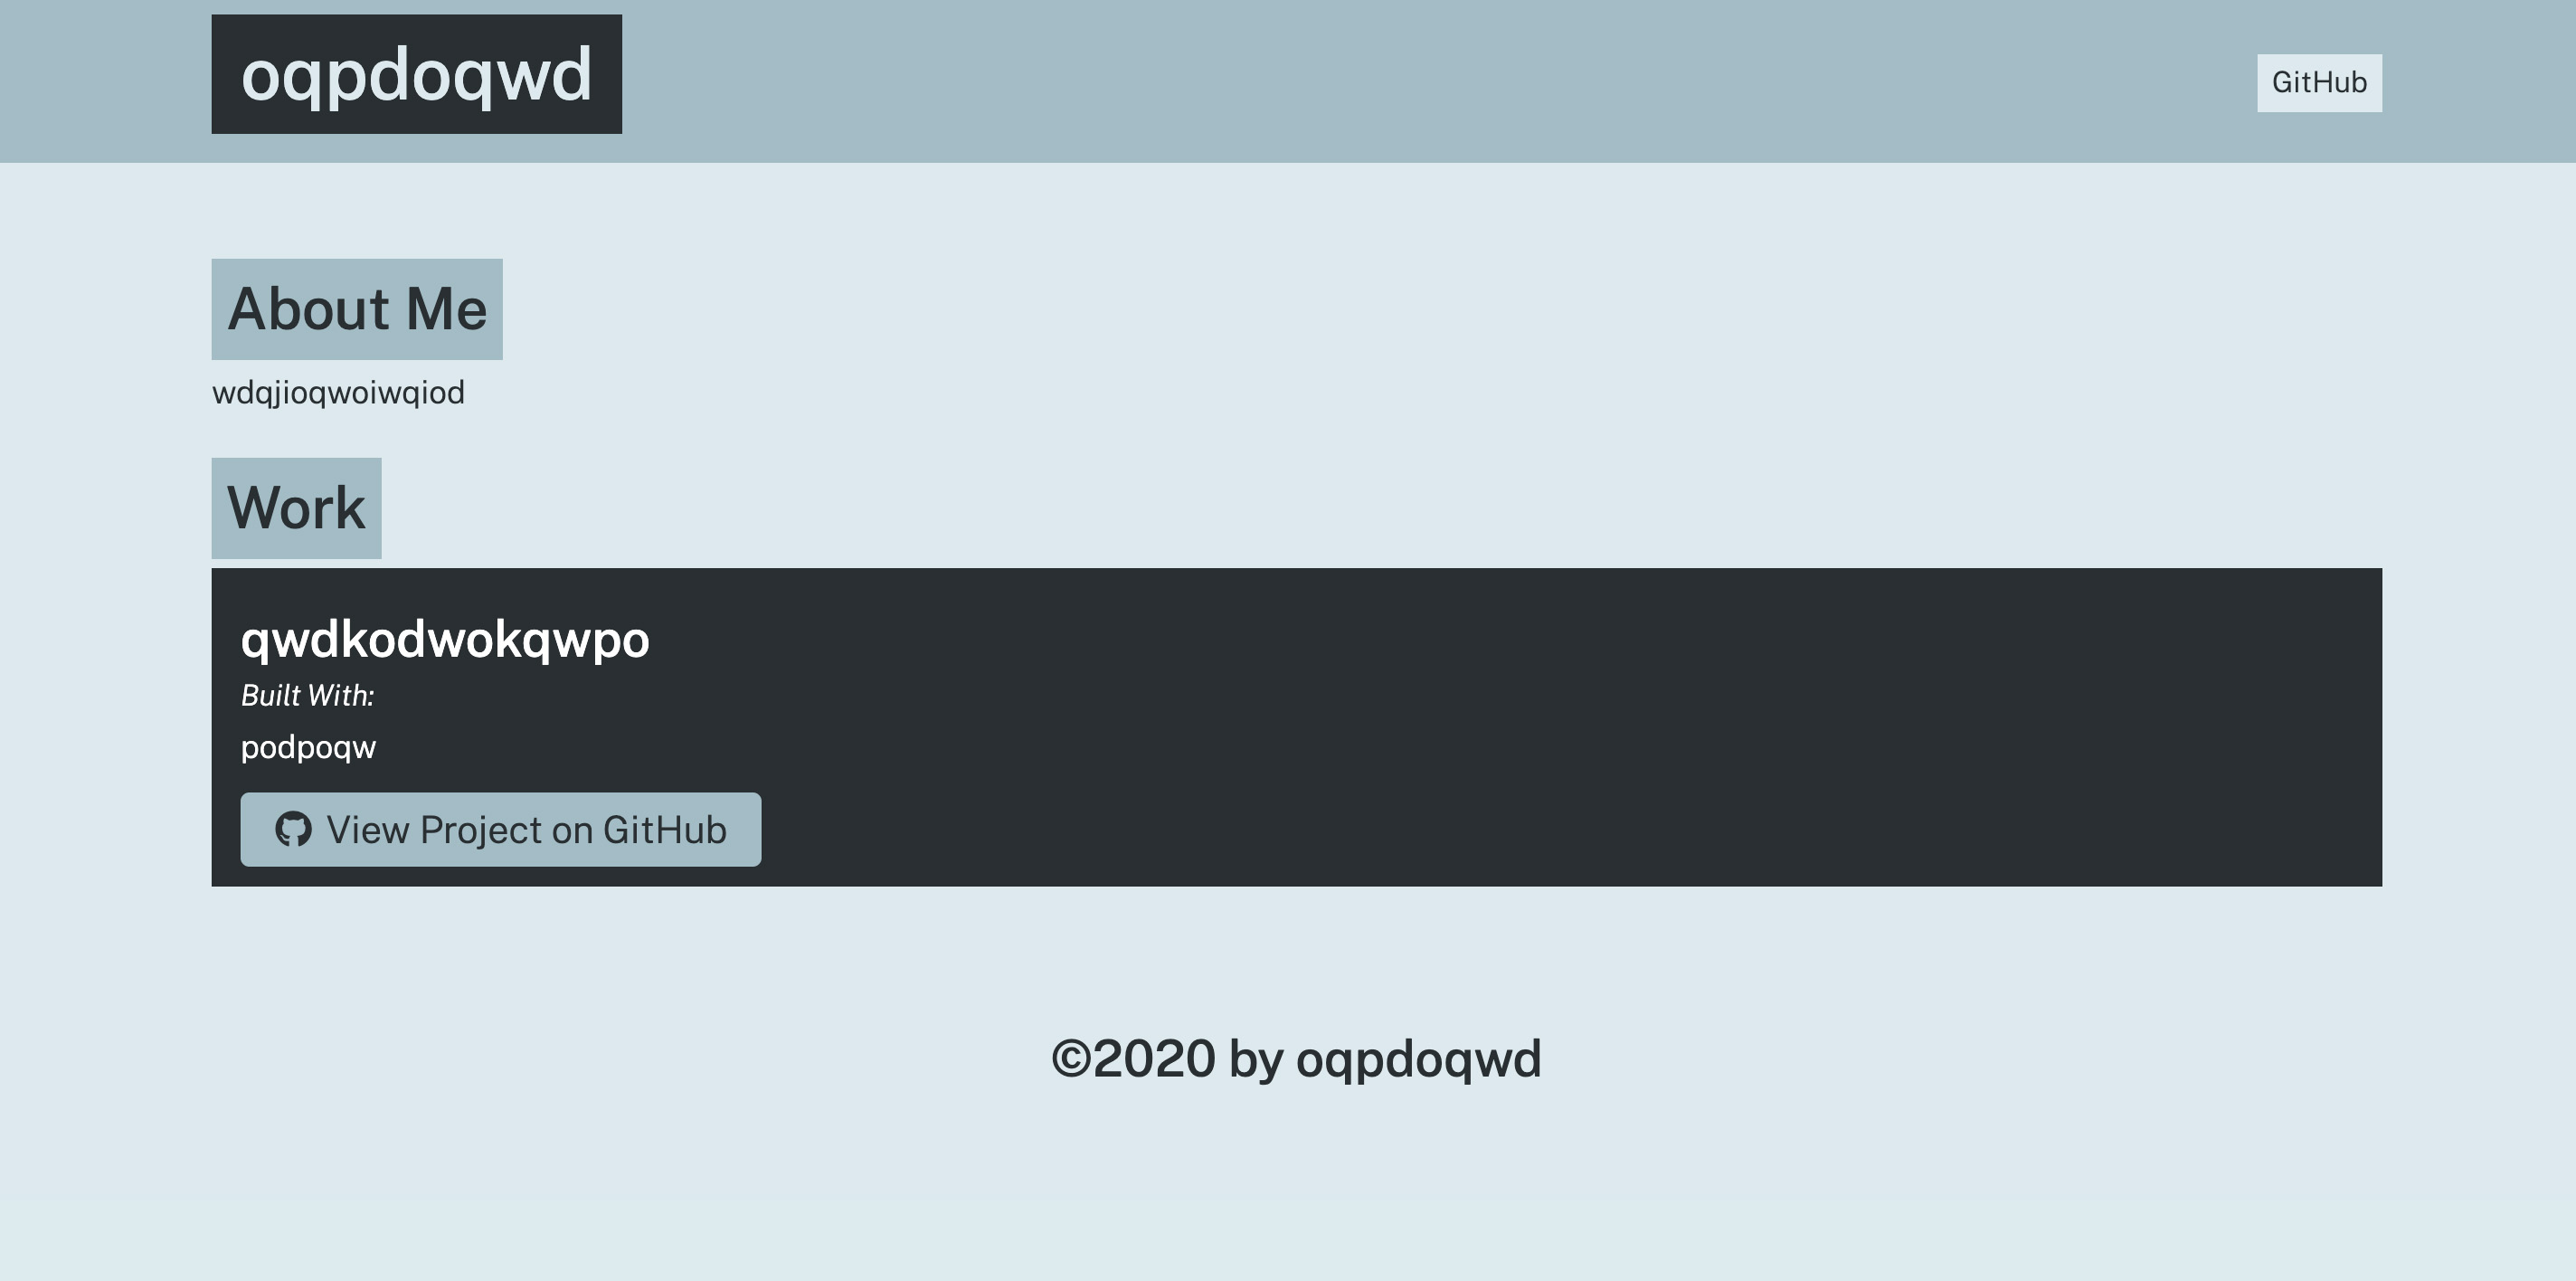 oqpdoqwd
GitHub
About Me
wdqjioqwoiwqiod
Work
qwdkodwokqwpo
Built With:
podpoqw
View Project on GitHub
©2020 by oqpdoqwd